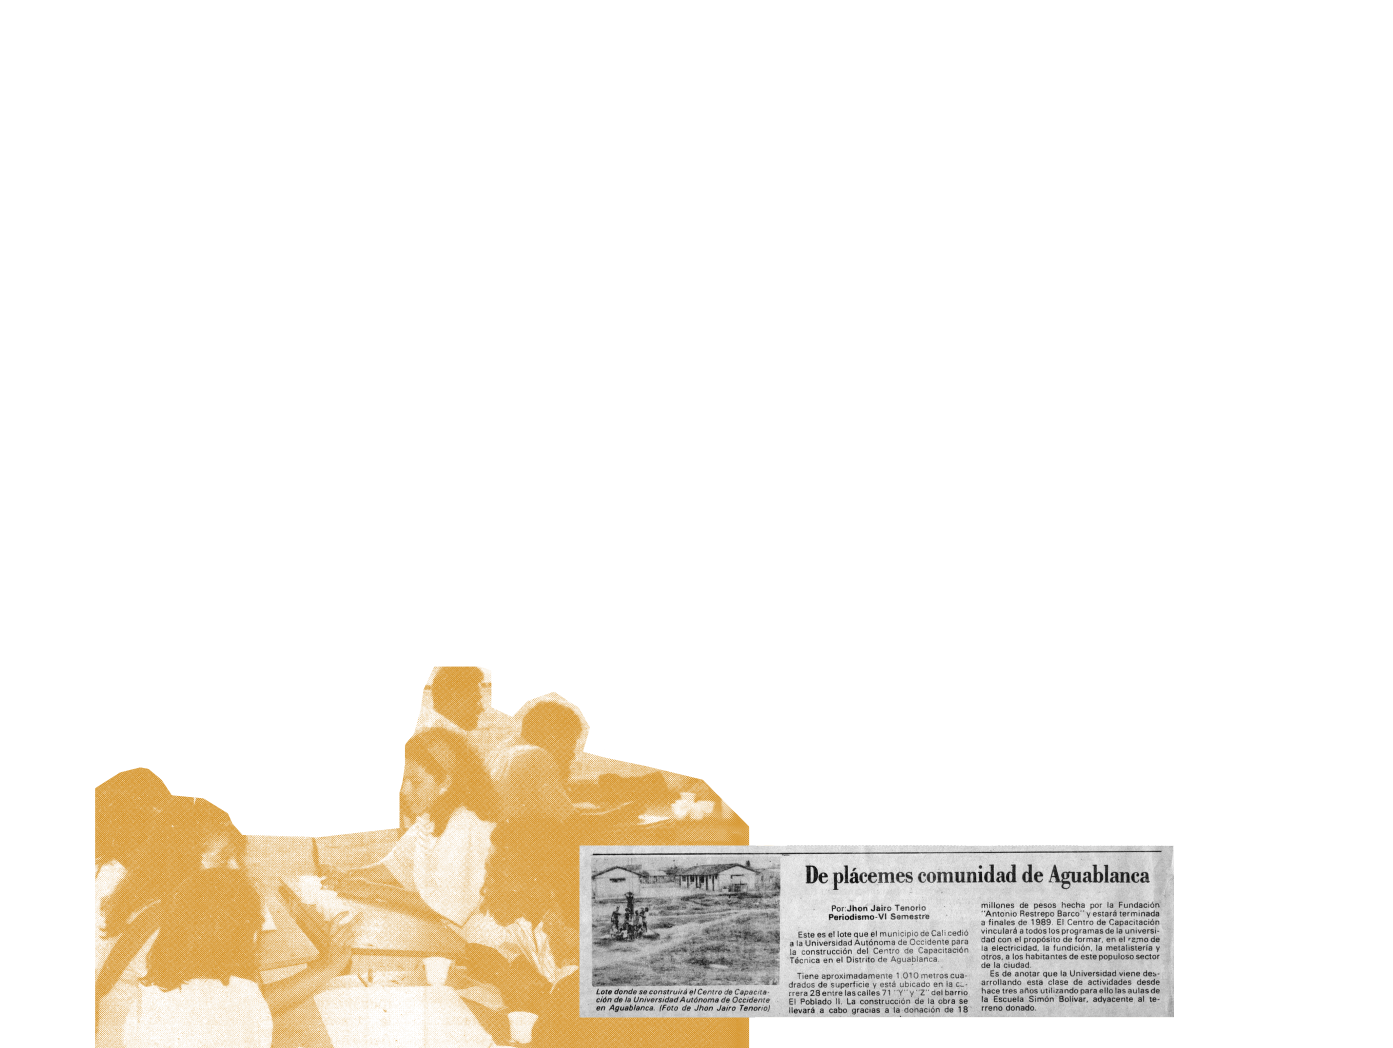 De plácemes comunidad de Aguablanca
Por: Jhon Jairo Tenorio
Periodismo-VI Semestre
Este es el lote que el municipio de Cali cedió
a la Universidad Autónoma de Occidente para
la construcción del Centro de Capacitación
Técnica en el Distrito de Aguablanca.
Tiene aproximadamente 1.010 metros cua-
drados de superficie y está ubicado en la ca-
rrera 28 entre las calles 71 "Y" y "Z" del barrio
El Poblado II. La construcción de la obra se
llevará a cabo gracias a la donación de 18
millones de pesos hecha por la Fundación
"Antonio Restrepo Barco" y estará terminada
a finales de 1989. El Centro de Capacitación
vinculará a todos los programas de la universi-
dad con el propósito de formar, en el ramo de
la electricidad, la fundición, la metalistería y
otros, a los habitantes de este populoso sector
de la ciudad.
Es de anotar que la Universidad viene des-
arrollando esta clase de actividades desde
hace tres años utilizando para ello las aulas de
la Escuela Simón Bolívar, adyacente al te-
rreno donado.
Lote donde se construirá el Centro de Capacita-
ción de la Universidad Autónoma de Occidente
en Aguablanca. (Foto de Jhon Jairo Tenorio)